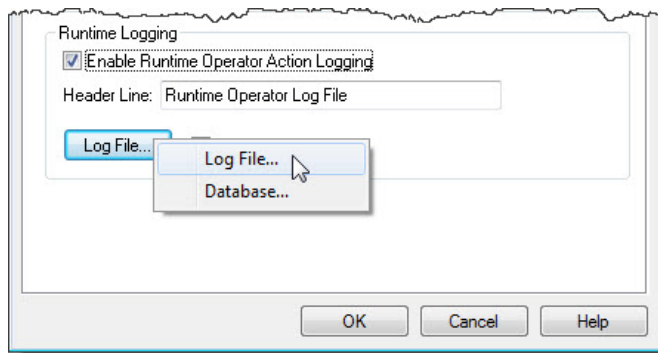 Runtime Logging
Enable Runtime Operator Action Logging
Header Line: Runtime Operator Log File
Log File...
Log File...
Database...
OK Cancel Help